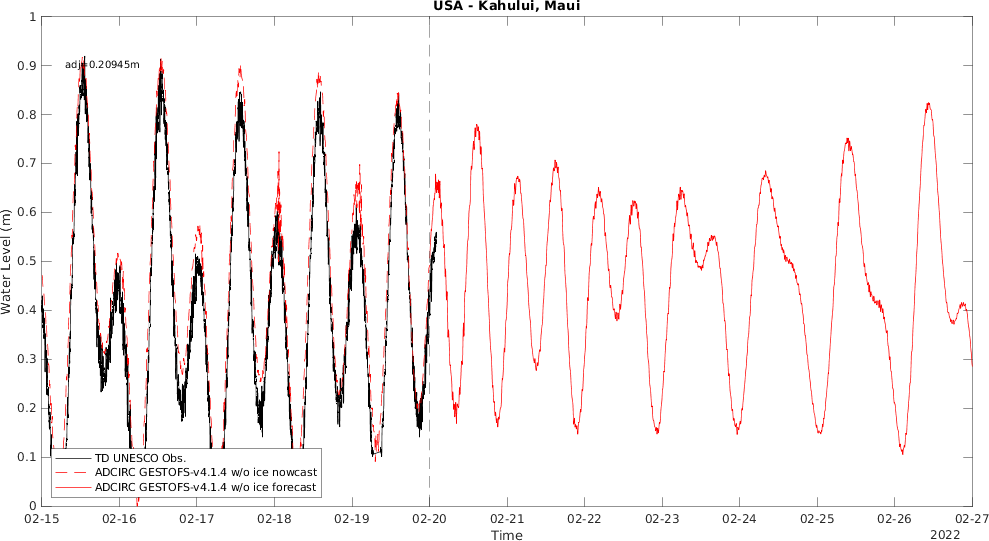 USA - Kahului, Maui
1
0.9
0.8
0.7
0.6
0.5
0.4
0.3
0.2
0.1
0
Water Level (m)
adj=0.20945m
TD UNESCO Obs.
ADCIRC GESTOFS-v4.1.4 w/o ice nowcast
ADCIRC GESTOFS-v4.1.4 w/o ice forecast
02-15 02-16 02-17 02-18 02-19 02-20 02-21 02-22 02-23 02-24 02-25 02-26 02-27
Time
2022